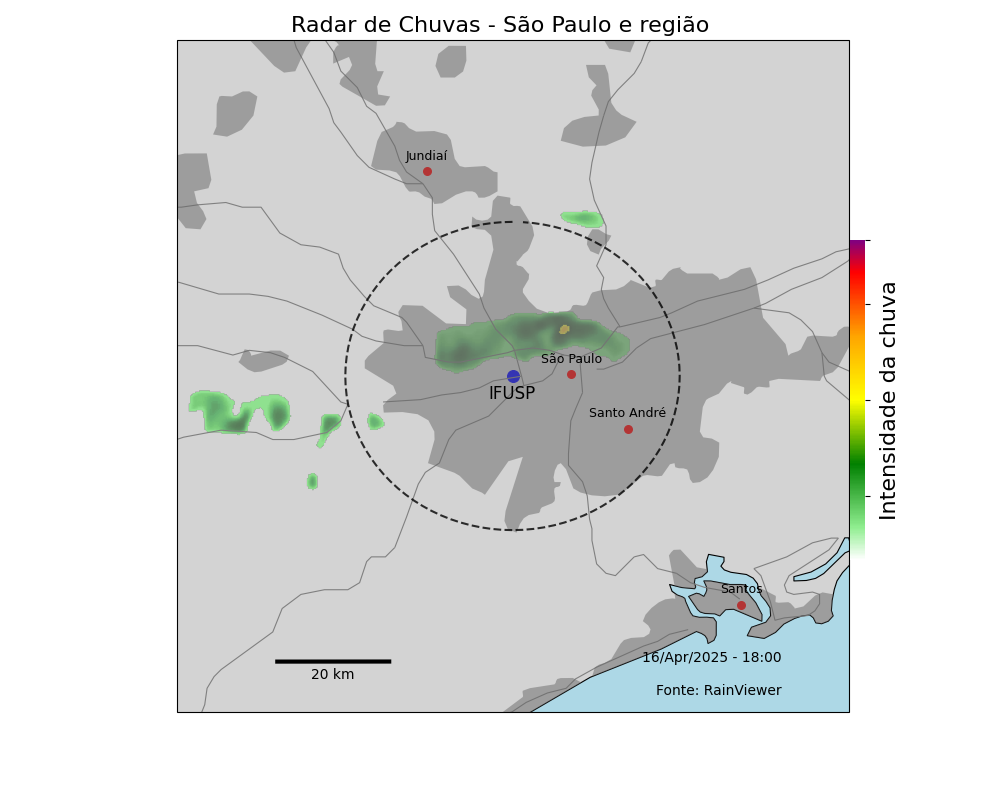 Radar de Chuvas - São Paulo e região
Jundiaí
São Paulo
IFUSP
Santo André
Intensidade da chuva
Santos
16/Apr/2025 - 18:00
20 km
Fonte: RainViewer